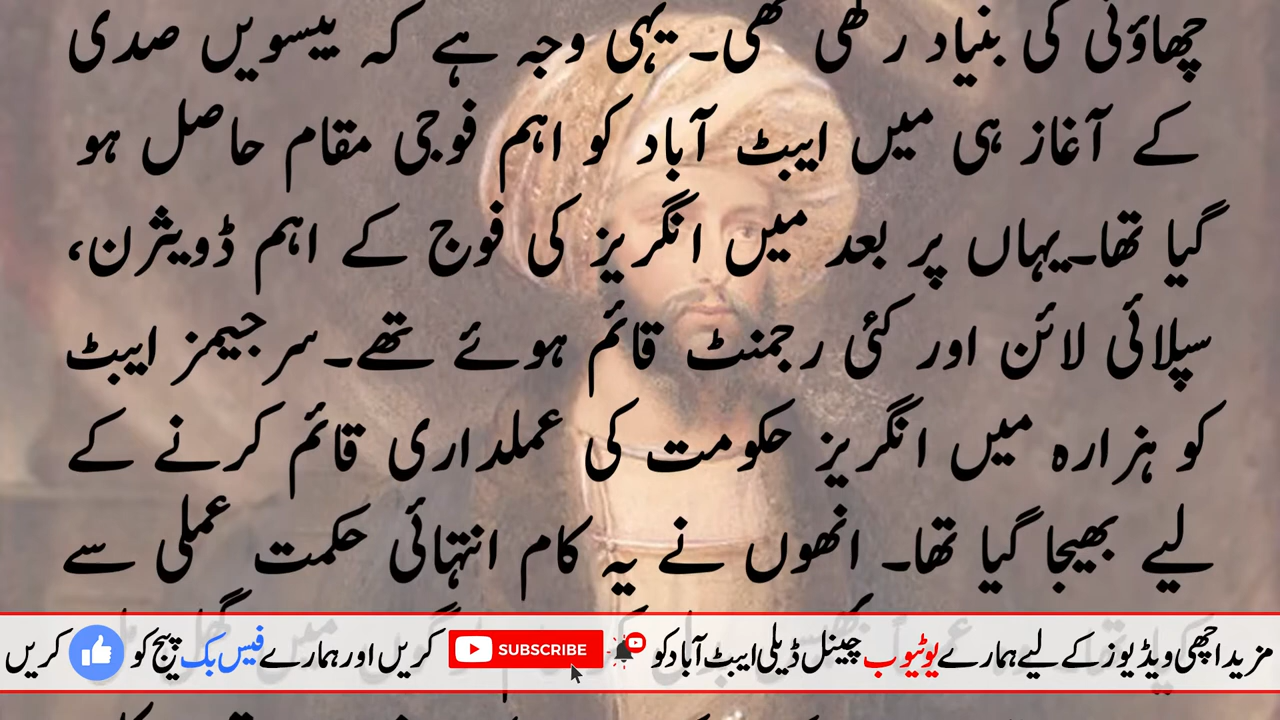 چھاؤنی کی بنیاد رکھی تھی۔ یہی وجہ ہے کہ بیسویں صدی
کے آغاز ہی میں ایبٹ آباد کو اہم فوجی مقام حاصل ہو
گیا تھا۔یہاں پر بعد میں انگریز کی فوج کے اہم ڈویثرن،
سپلائی لائن اور کئی رجمنٹ قائم ہوئے تھے۔سرجیمز ایبٹ
کو ہزارہ میں انگریز حکومت کی عملداری قائم کرنے کے
لیے بھیجا گیا تھا۔ انھوں نے یہ کام انتہائی حکمت عملی سے
مزید اچھی ویڈیوز کے لیے ہمارے یوٹیوب چینل ڈیلی ایبٹ آباد کو SUBSCRIBE کریں اور ہمارے فیس بک پیج کو کریں